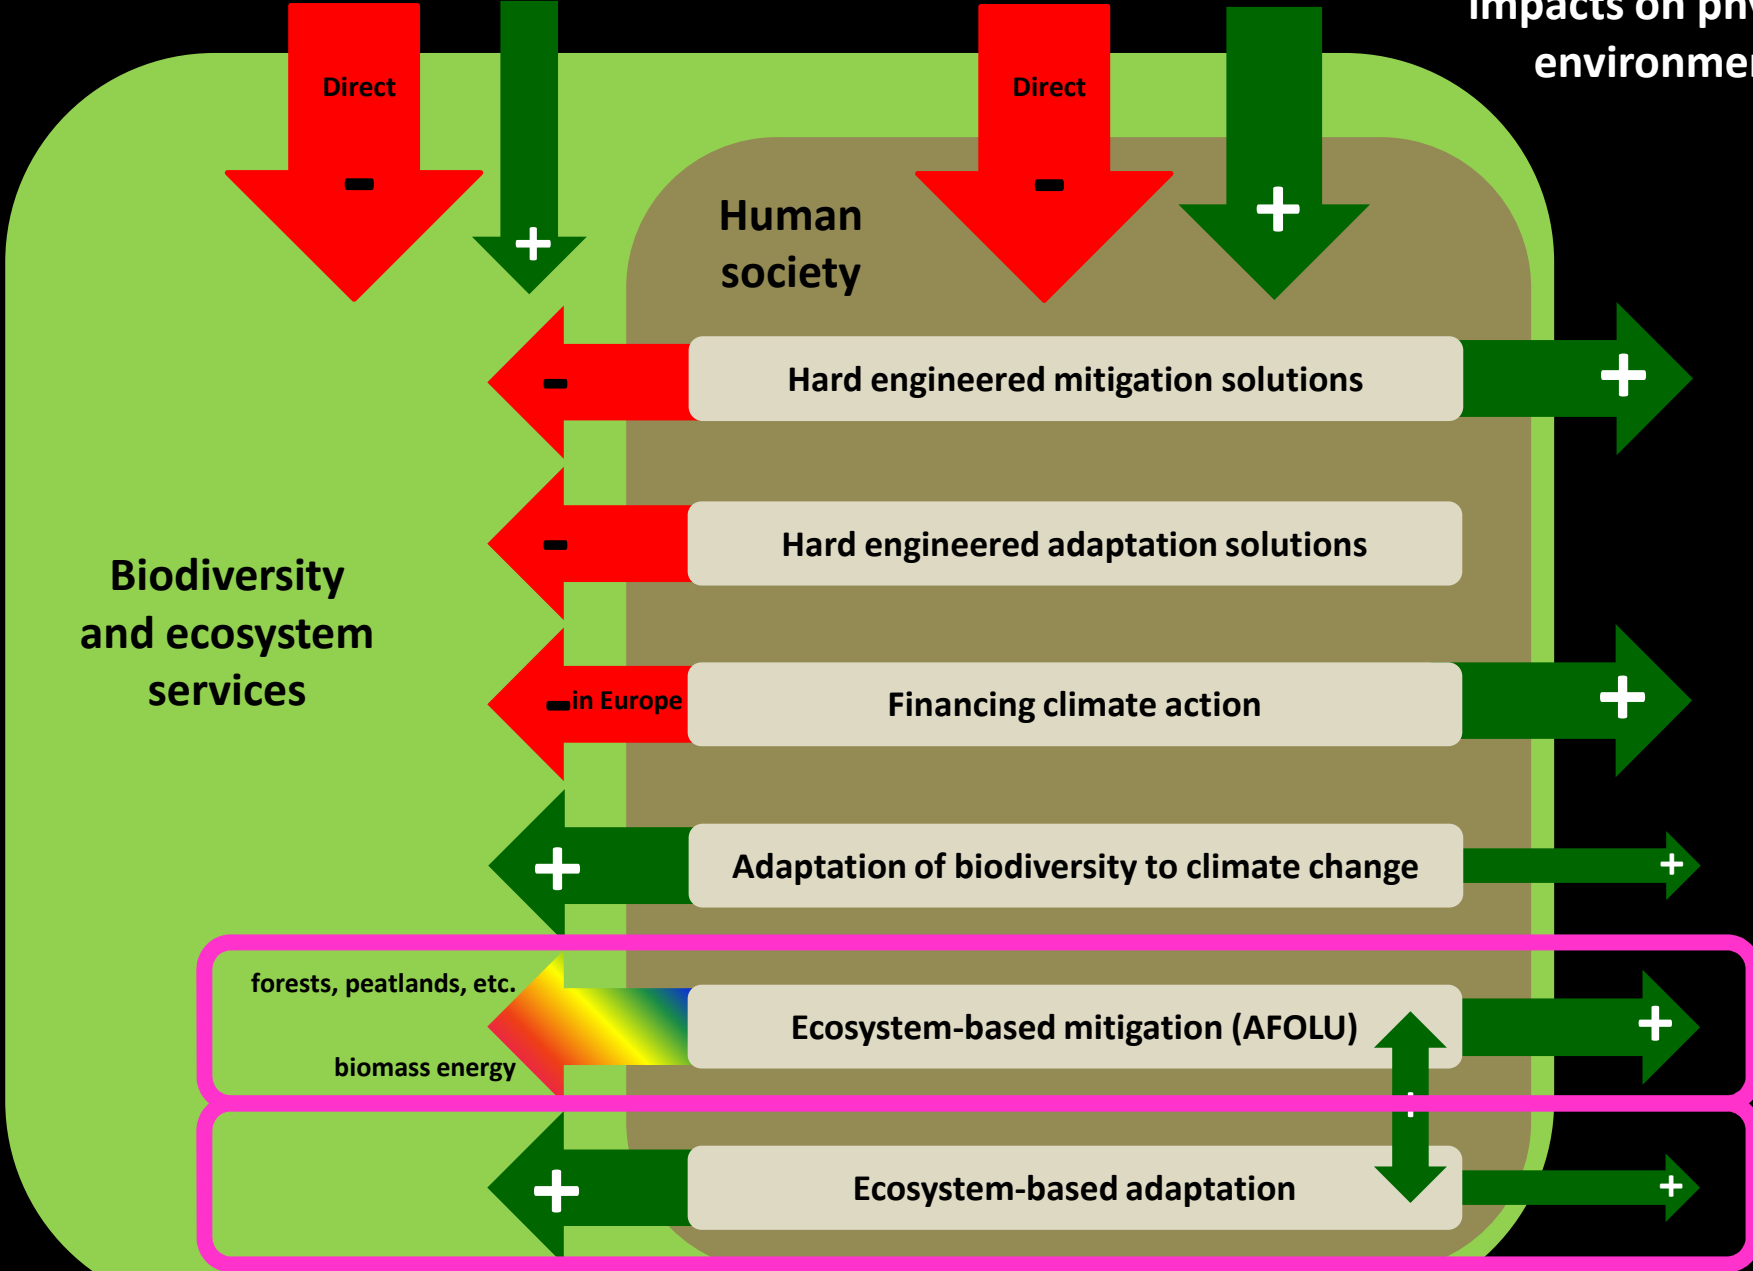 impacts on
environme
Direct
Direct
-
-
+
+
Human
society
-
Hard engineered mitigation solutions
+
-
Hard engineered adaptation solutions
Biodiversity
and ecosystem
services
-in Europe
Financing climate action
+
+
Adaptation of biodiversity to climate change
+
forests, peatlands, etc.
biomass energy
Ecosystem-based mitigation (AFOLU)
+
+
+
Ecosystem-based adaptation
+